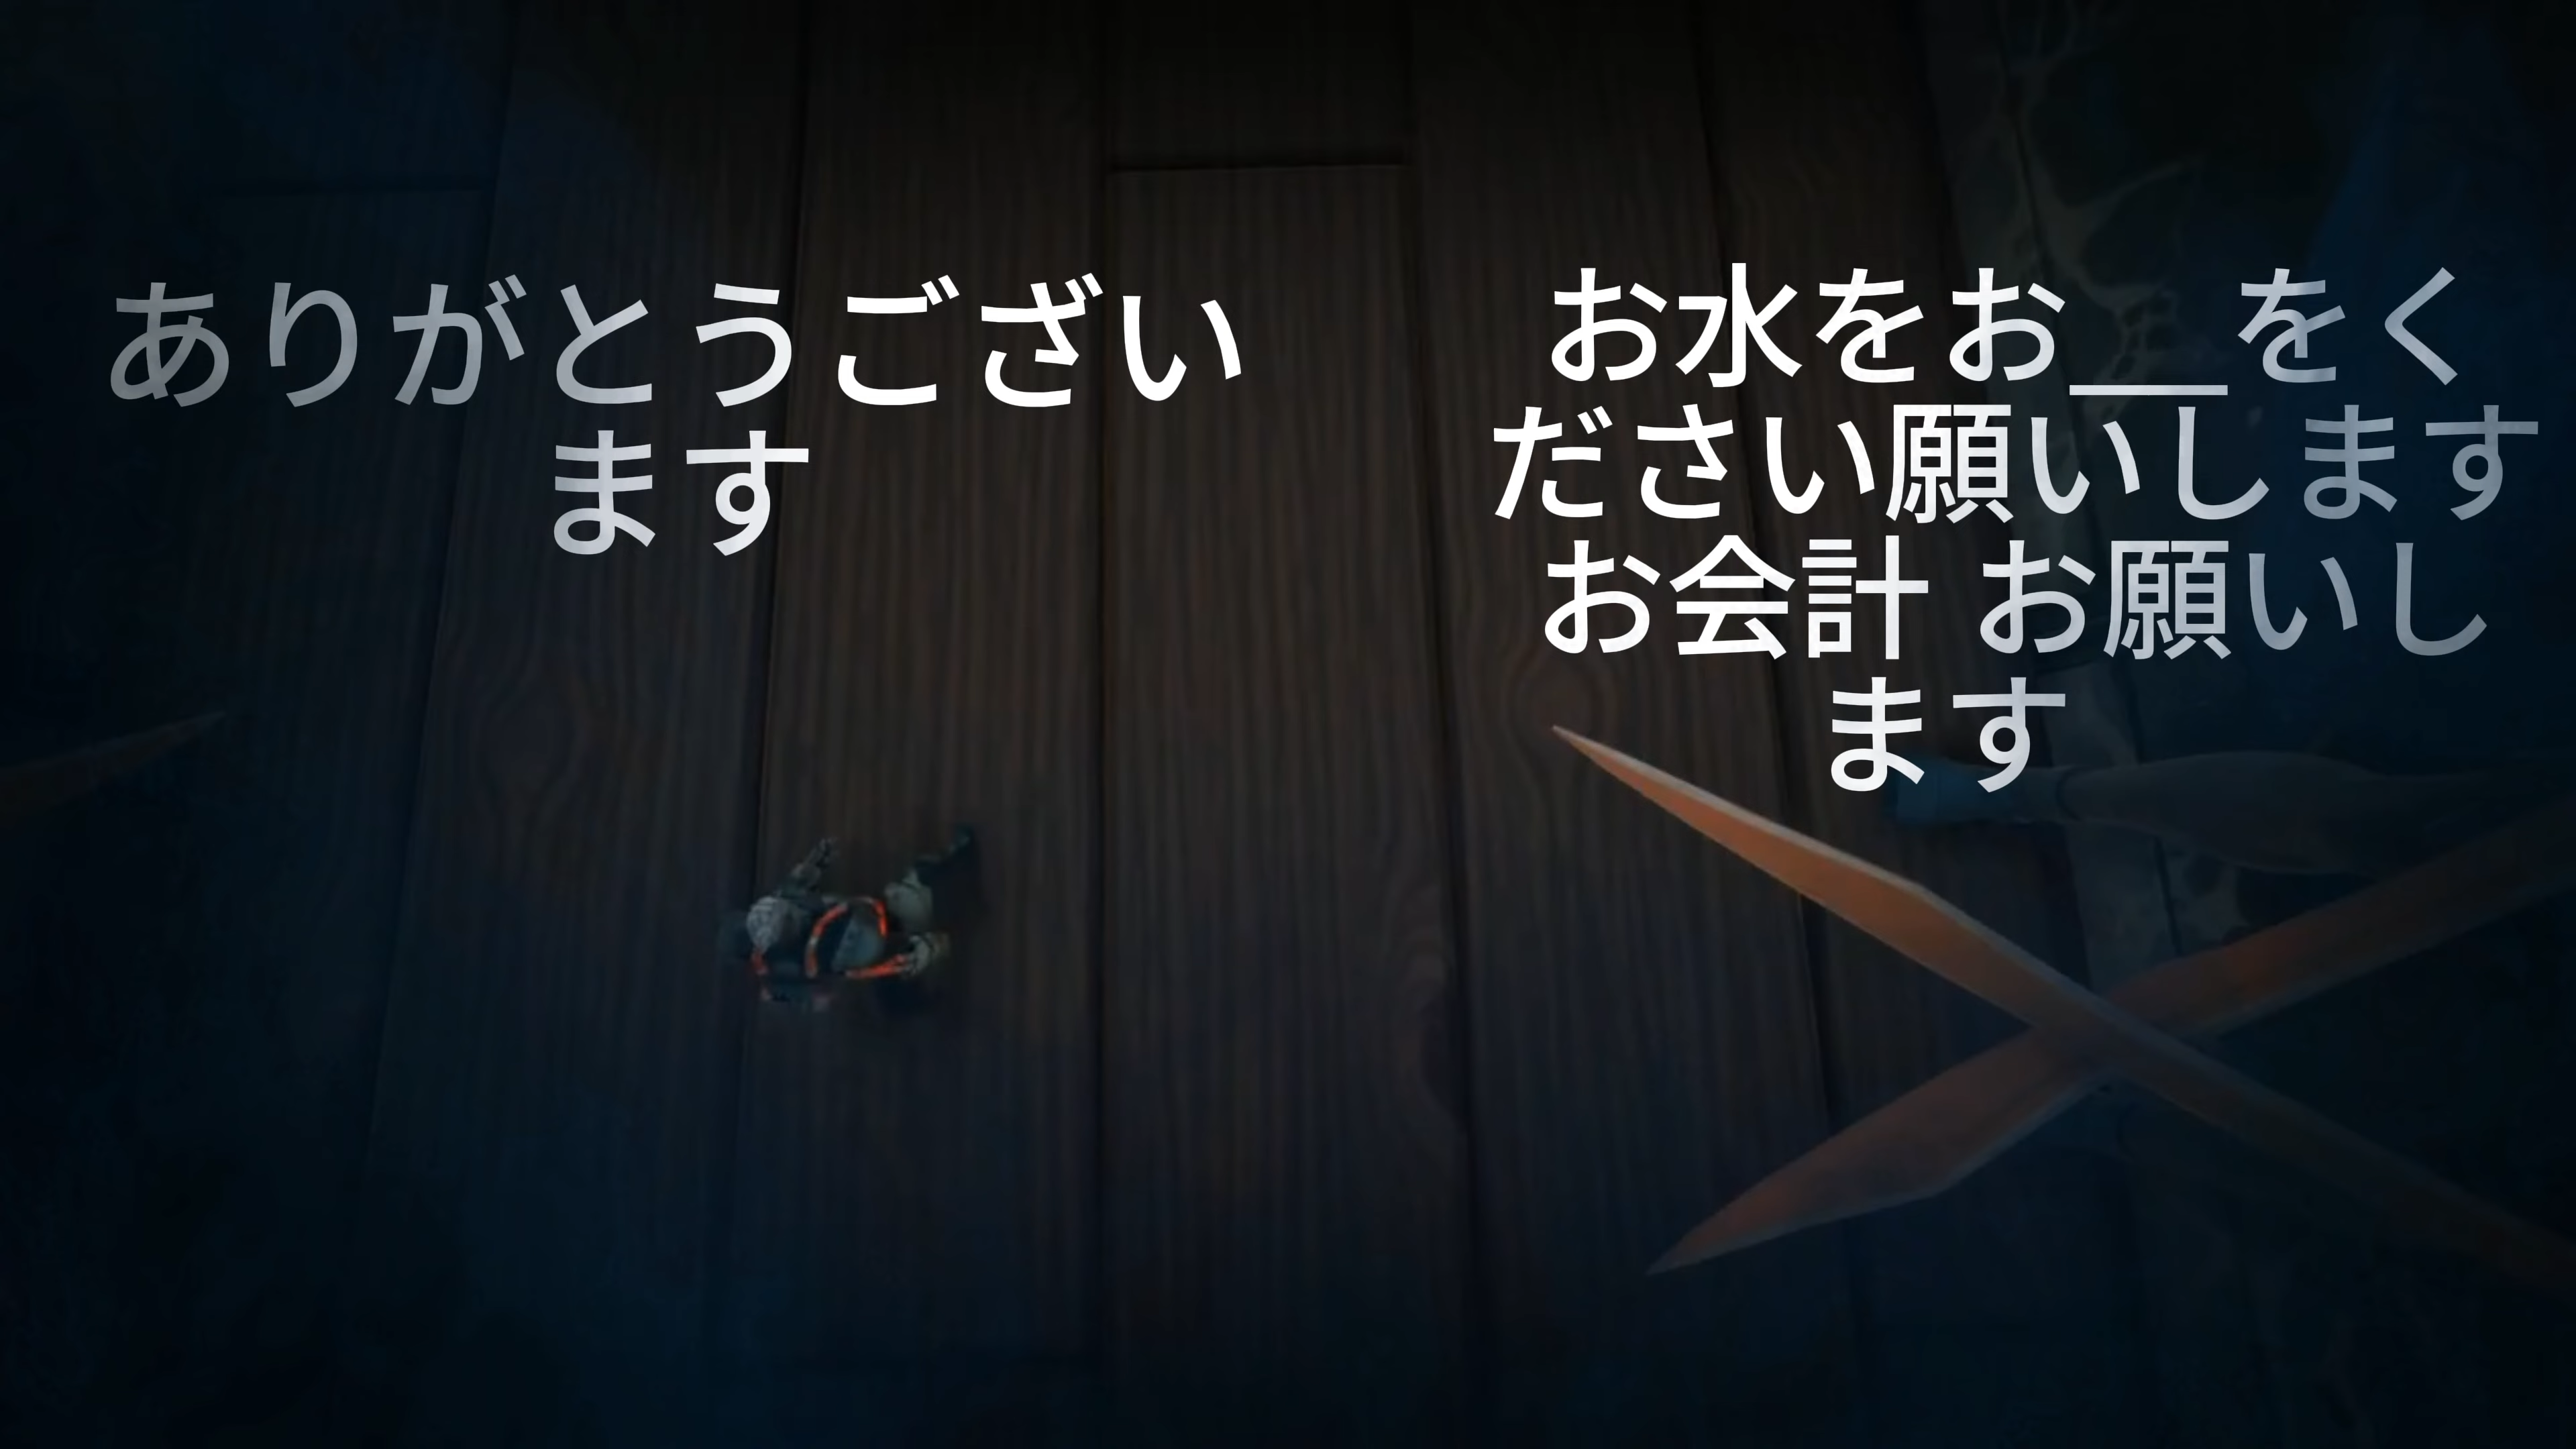 ありがとうござい
ます
お水をお__をく
ださい願いします
お会計 お願いし
ます